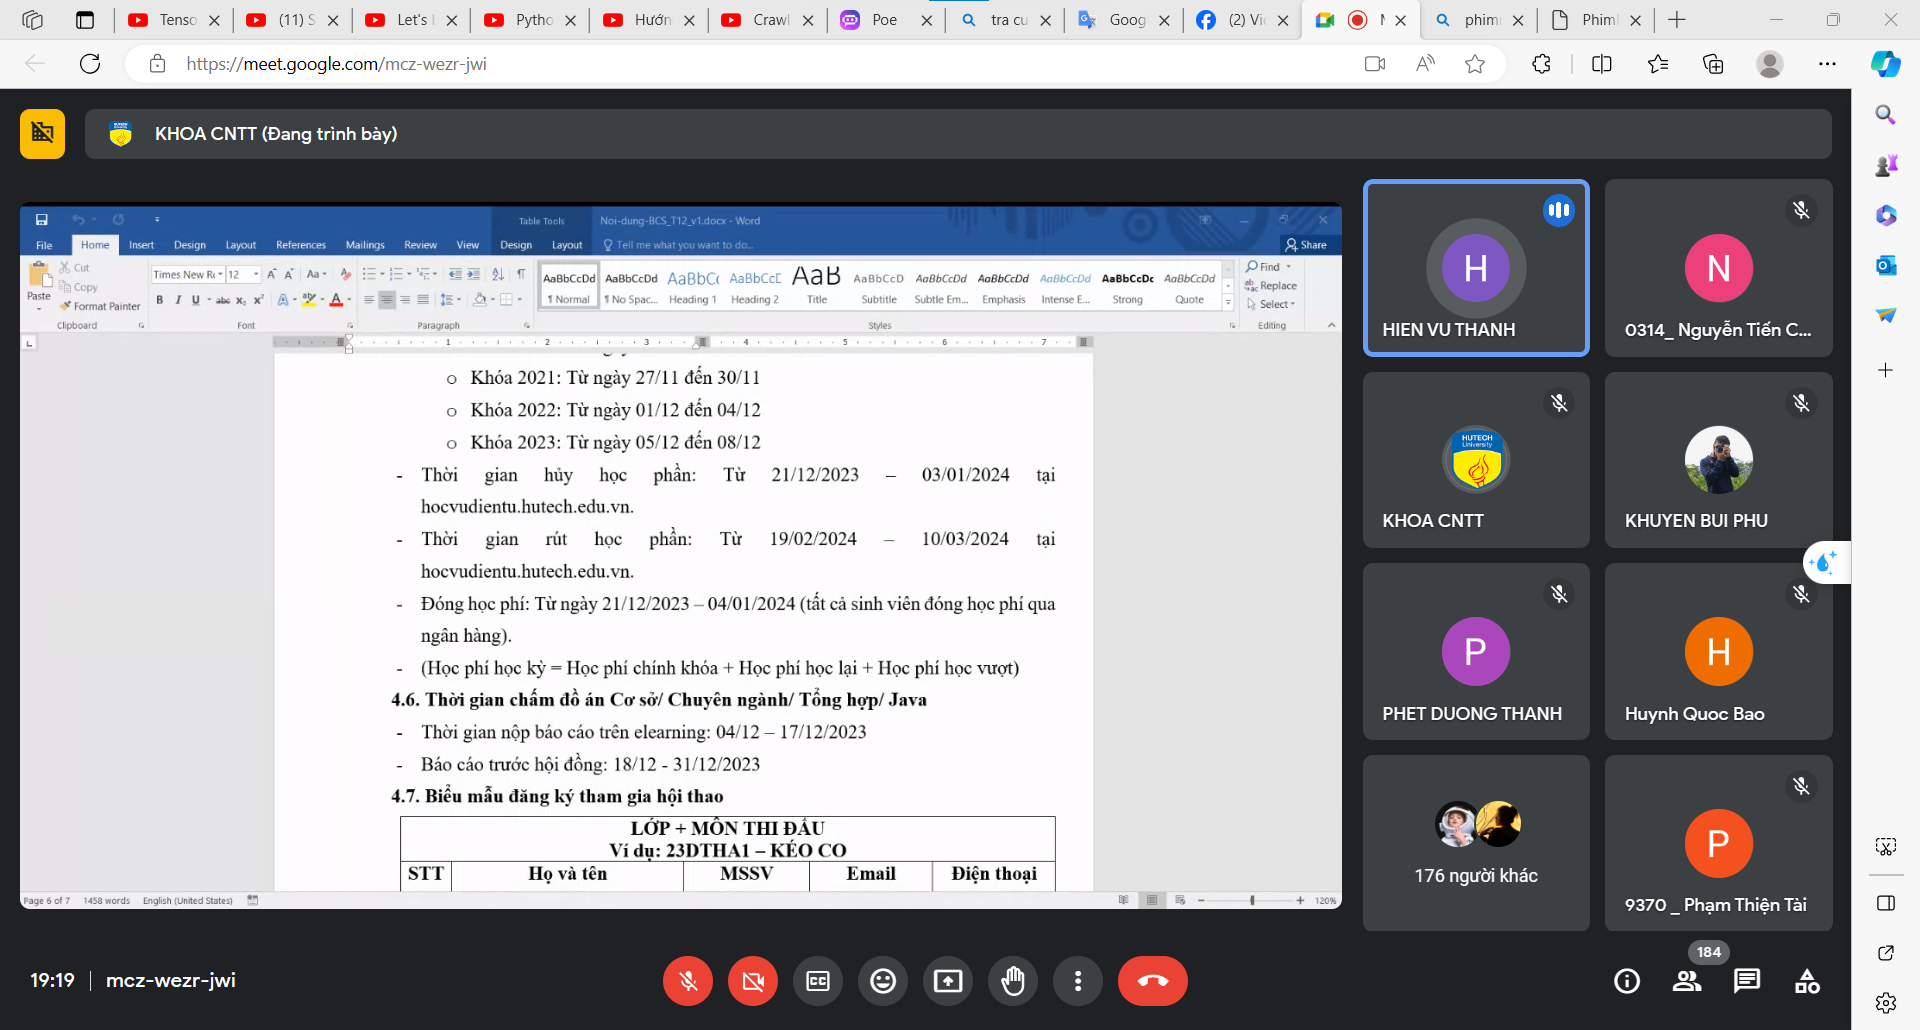 Tenso
(11) S
Let's l
Pytho
Hướn
Crawl
Poe
tra cu
Goog
(2) Vi
phim
Phim
https://meet.google.com/mcz-wezr-jwi
KHOA CNTT (Đang trình bày)
Table Tools
Noi-dung-BCS_T12_v1.docx - Word
File Home Insert Design Layout References Mailings Review View Design Layout Tell me what you want to do... Share
Paste
Cut
Copy
Format Painter
Times New Ro 12
AaBbCcDd AaBbCcDd AaBbC AaBbCcE AaB AaBbCcD AaBbCcDd AaBbCcDd AaBbCcDd AaBbCcDc AaBbCcDd
¶ Normal ¶ No Spac... Heading 1 Heading 2 Title Subtitle Subtle Em... Emphasis Intense E... Strong Quote
Find
Replace
Select
Clipboard Font Paragraph Styles Editing
1 2 3 4 5 6 7
o Khóa 2021: Từ ngày 27/11 đến 30/11
o Khóa 2022: Từ ngày 01/12 đến 04/12
o Khóa 2023: Từ ngày 05/12 đến 08/12
- Thời gian hủy học phần: Từ 21/12/2023 – 03/01/2024 tại
hocvudientu.hutech.edu.vn.
- Thời gian rút học phần: Từ 19/02/2024 – 10/03/2024 tại
hocvudientu.hutech.edu.vn.
- Đóng học phí: Từ ngày 21/12/2023 – 04/01/2024 (tất cả sinh viên đóng học phí qua
ngân hàng).
- (Học phí học kỳ = Học phí chính khóa + Học phí học lại + Học phí học vượt)
4.6. Thời gian chấm đồ án Cơ sở/ Chuyên ngành/ Tổng hợp/ Java
- Thời gian nộp báo cáo trên elearning: 04/12 – 17/12/2023
- Báo cáo trước hội đồng: 18/12 - 31/12/2023
4.7. Biểu mẫu đăng ký tham gia hội thao
LỚP + MÔN THI ĐẤU
Ví dụ: 23DTHA1 – KÉO CO
STT Họ và tên MSSV Email Điện thoại
Page 6 of 7 1458 words English (United States) 120%
H
HIEN VU THANH
N
0314_ Nguyễn Tiến C...
HUTECH
University
KHOA CNTT
KHUYEN BUI PHU
P
PHET DUONG THANH
H
Huynh Quoc Bao
176 người khác
P
9370 _ Phạm Thiện Tài
19:19 | mcz-wezr-jwi
184